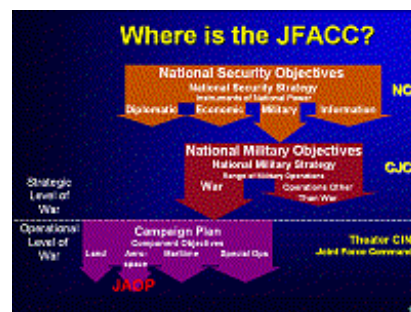 Where is the JFACC?
National Security Objectives
National Security Strategy
Instruments of National Power
Diplomatic Economic Military Information
NC
National Military Objectives
National Military Strategy
Range of Military Operations
War Operations Other
Than War
CJC
Strategic
Level of
War
Operational
Level of
War
Campaign Plan
Component Objectives
Land Aero-
space Maritime Special Ops
JAOP
Theater CIN
Joint Force Command